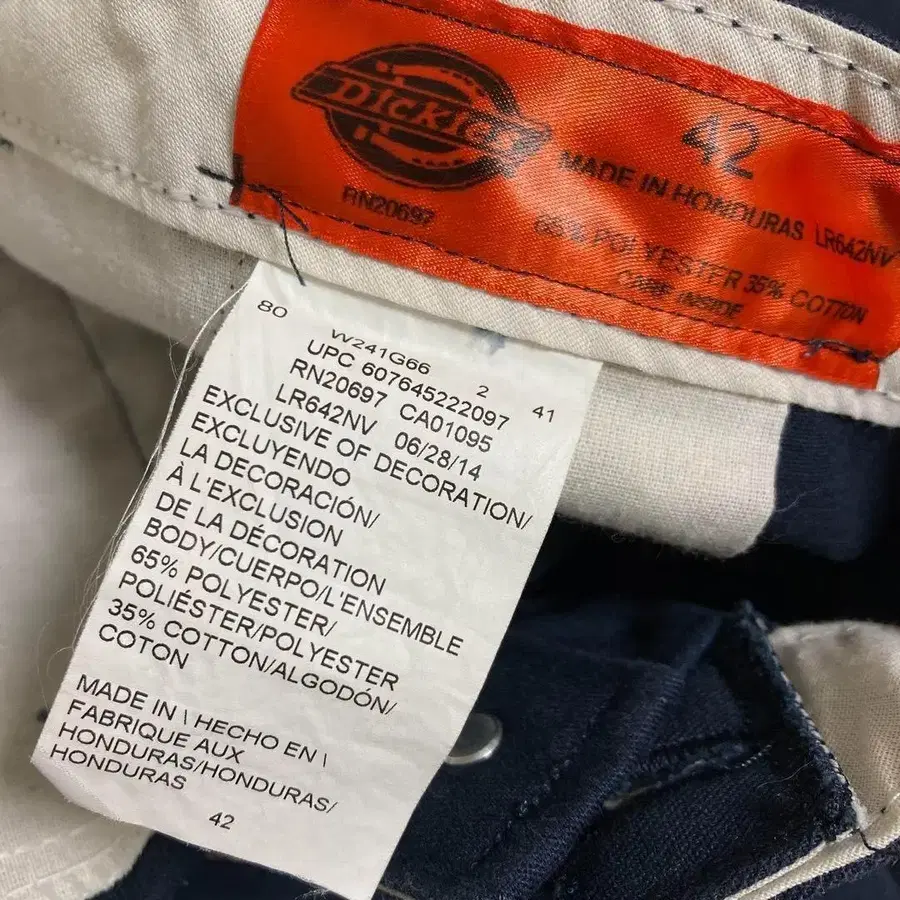 DICKIES
42
RN20697
MADE IN HONDURAS LR642NV
65% POLYESTER 35% COTTON
CARE INSIDE
80 W241G66 2 41
UPC 607645222097
RN20697 CA01095
LR642NV 06/28/14
EXCLUSIVE OF DECORATION/
EXCLUYENDO
LA DECORACIÓN/
À L'EXCLUSION
DE LA DÉCORATION
BODY/CUERPO/L'ENSEMBLE
65% POLYESTER/
POLIÉSTER/POLYESTER
35% COTTON/ALGODÓN/
COTON
MADE IN \ HECHO EN \
FABRIQUE AUX
HONDURAS/HONDURAS/
HONDURAS
42